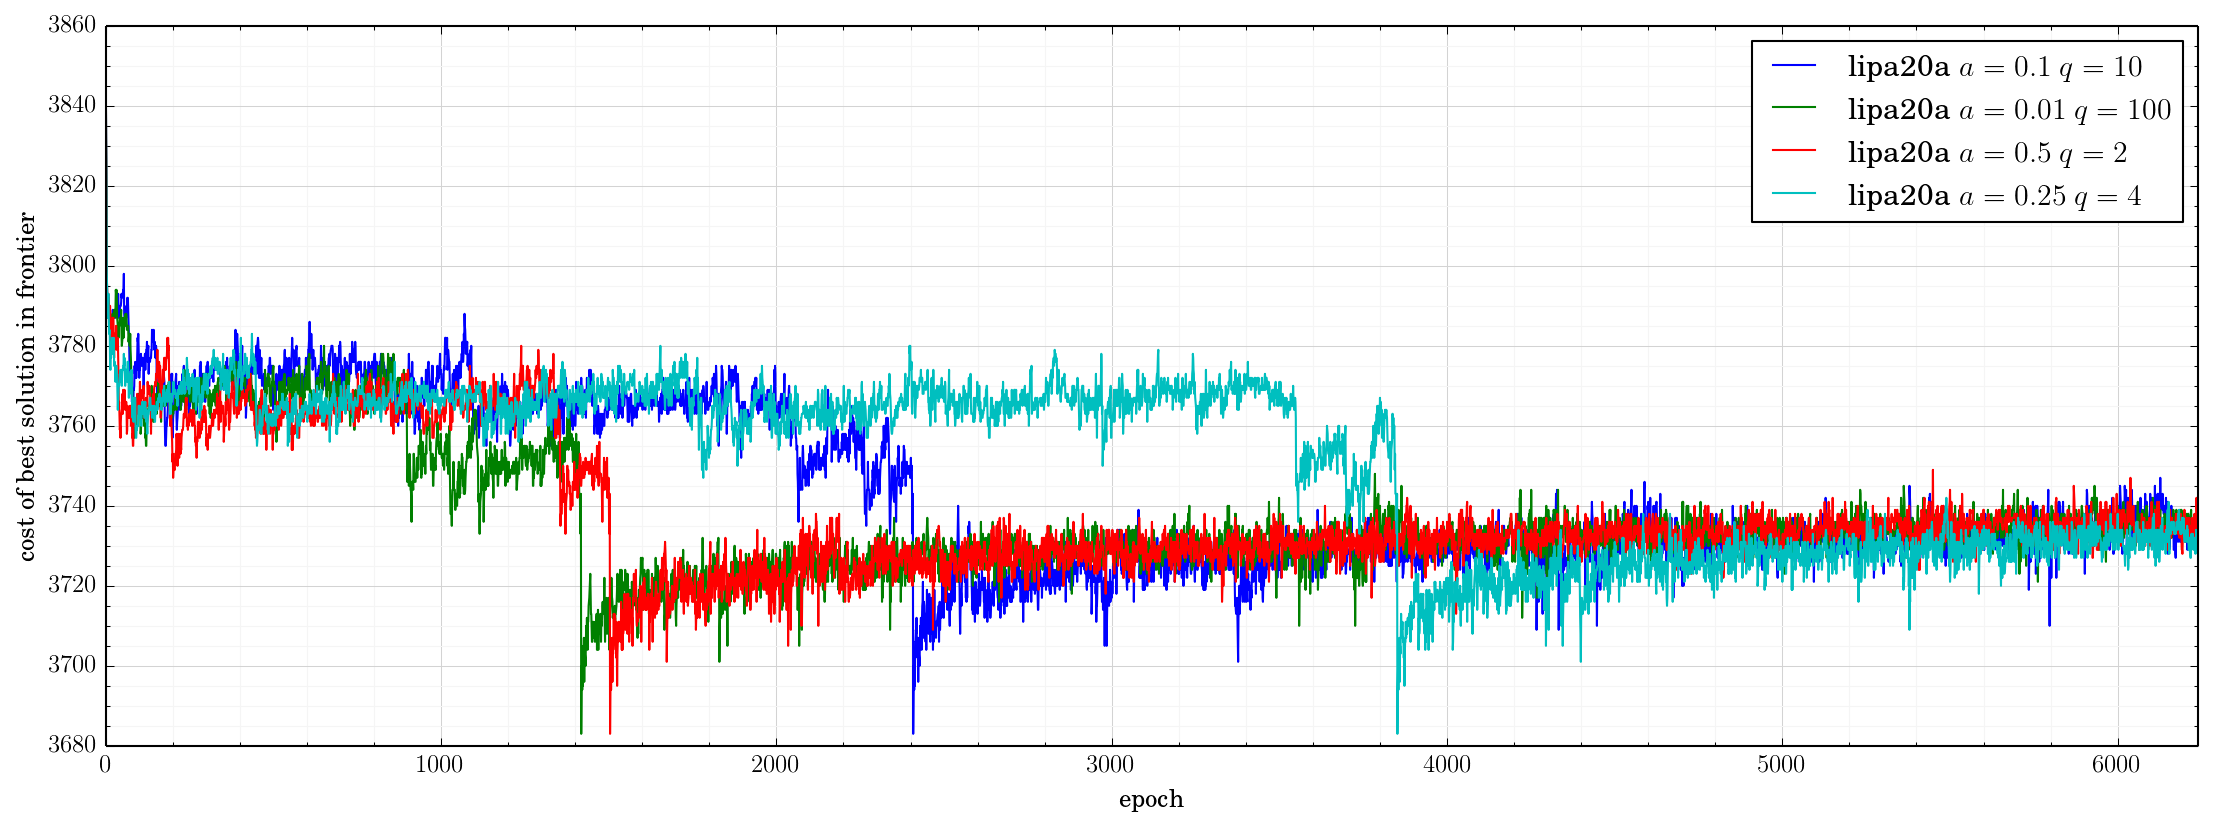 3860
3840
3820
3800
3780
3760
3740
3720
3700
3680
cost of best solution in frontier
0 1000 2000 3000 4000 5000 6000
epoch
lipa20a a = 0.1 q = 10
lipa20a a = 0.01 q = 100
lipa20a a = 0.5 q = 2
lipa20a a = 0.25 q = 4